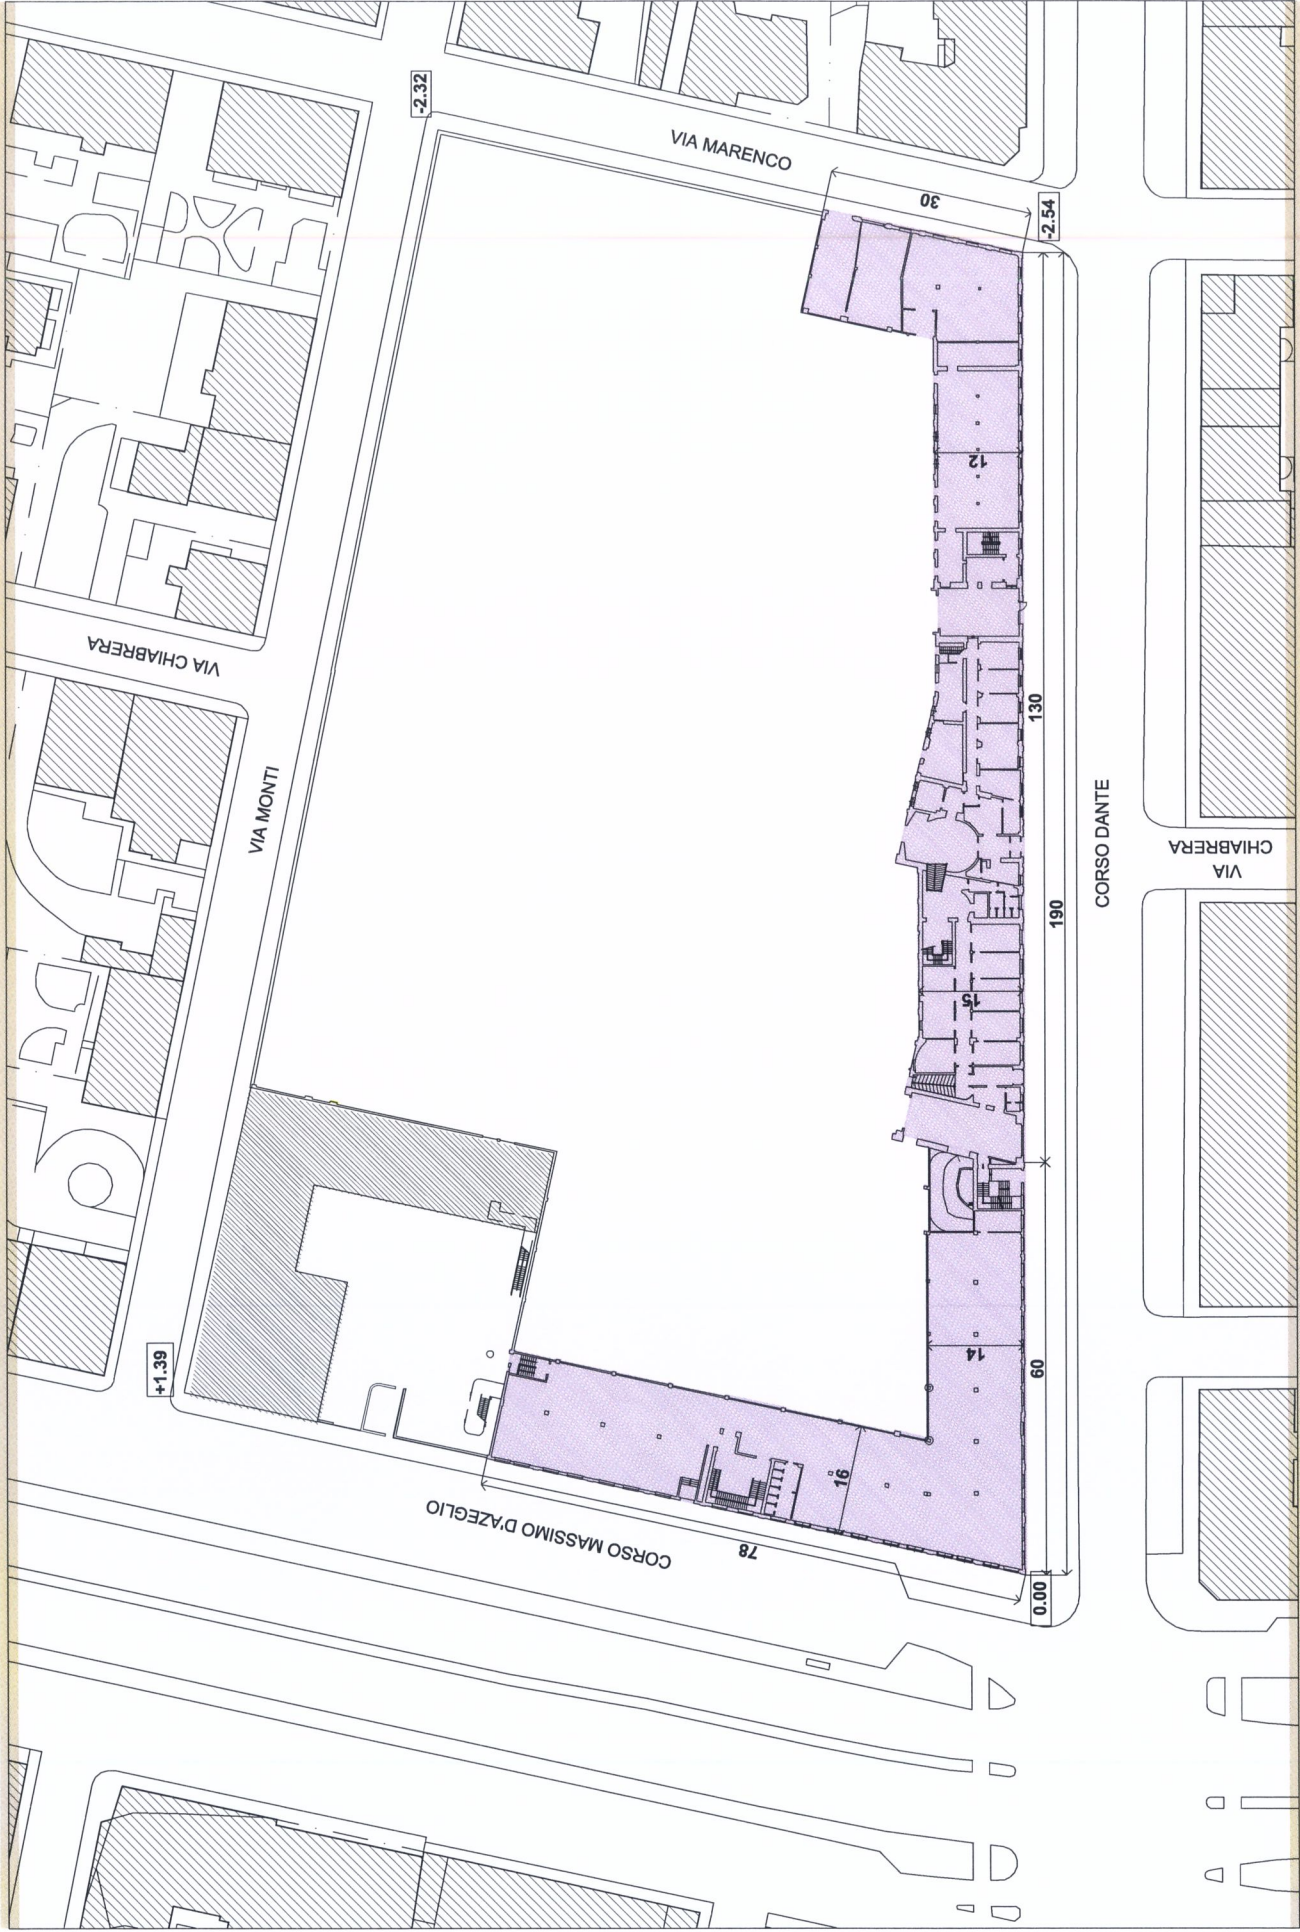 -2.32
VIA MARENCO
30
-2.54
12
VIA CHIABRERA
130
VIA MONTI
CORSO DANTE
VIA
CHIABRERA
190
15
+1.39
14
60
16
CORSO MASSIMO D'AZEGLIO
78
0.00